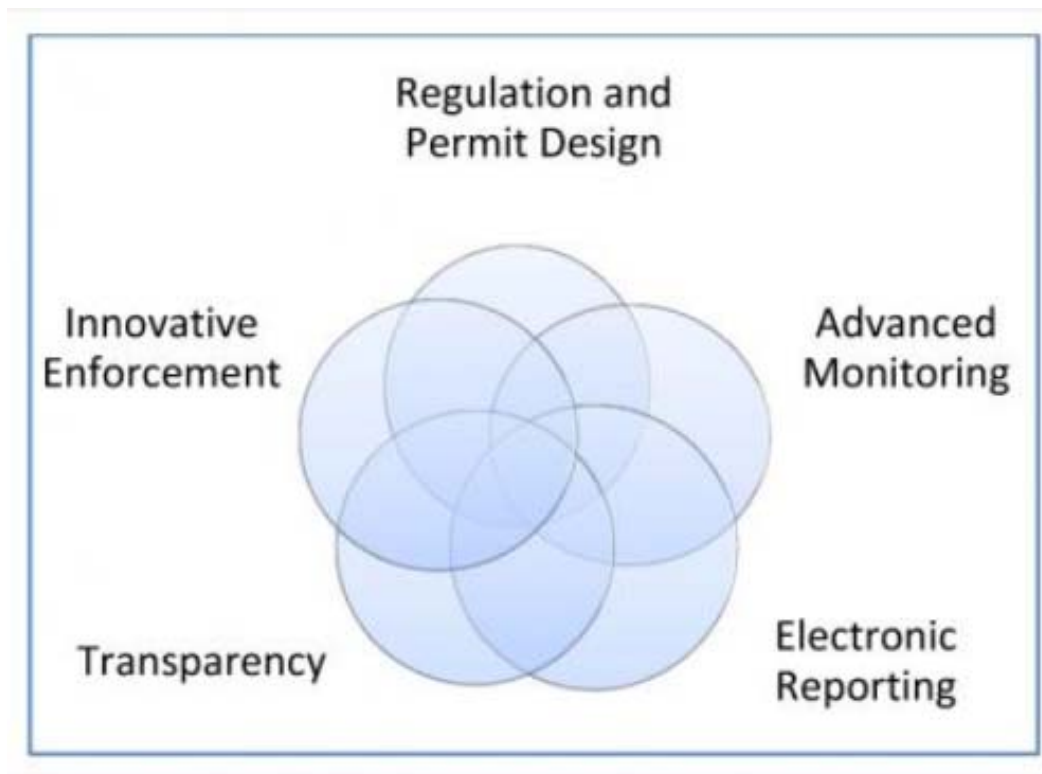 Regulation and
Permit Design
Innovative
Enforcement
Advanced
Monitoring
Transparency
Electronic
Reporting